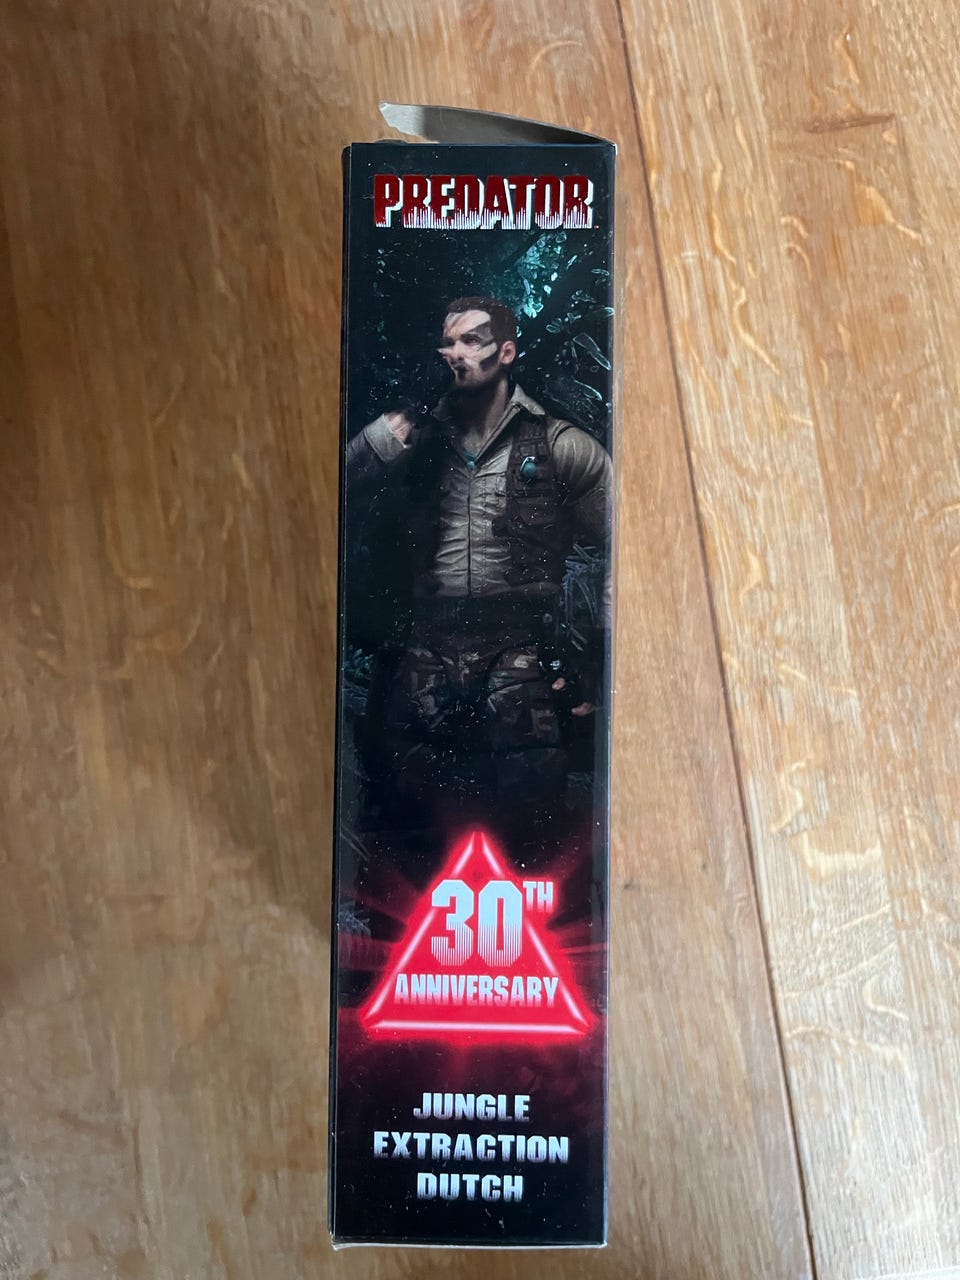 PREDATOR
30TH
ANNIVERSARY
JUNGLE
EXTRACTION
DUTCH